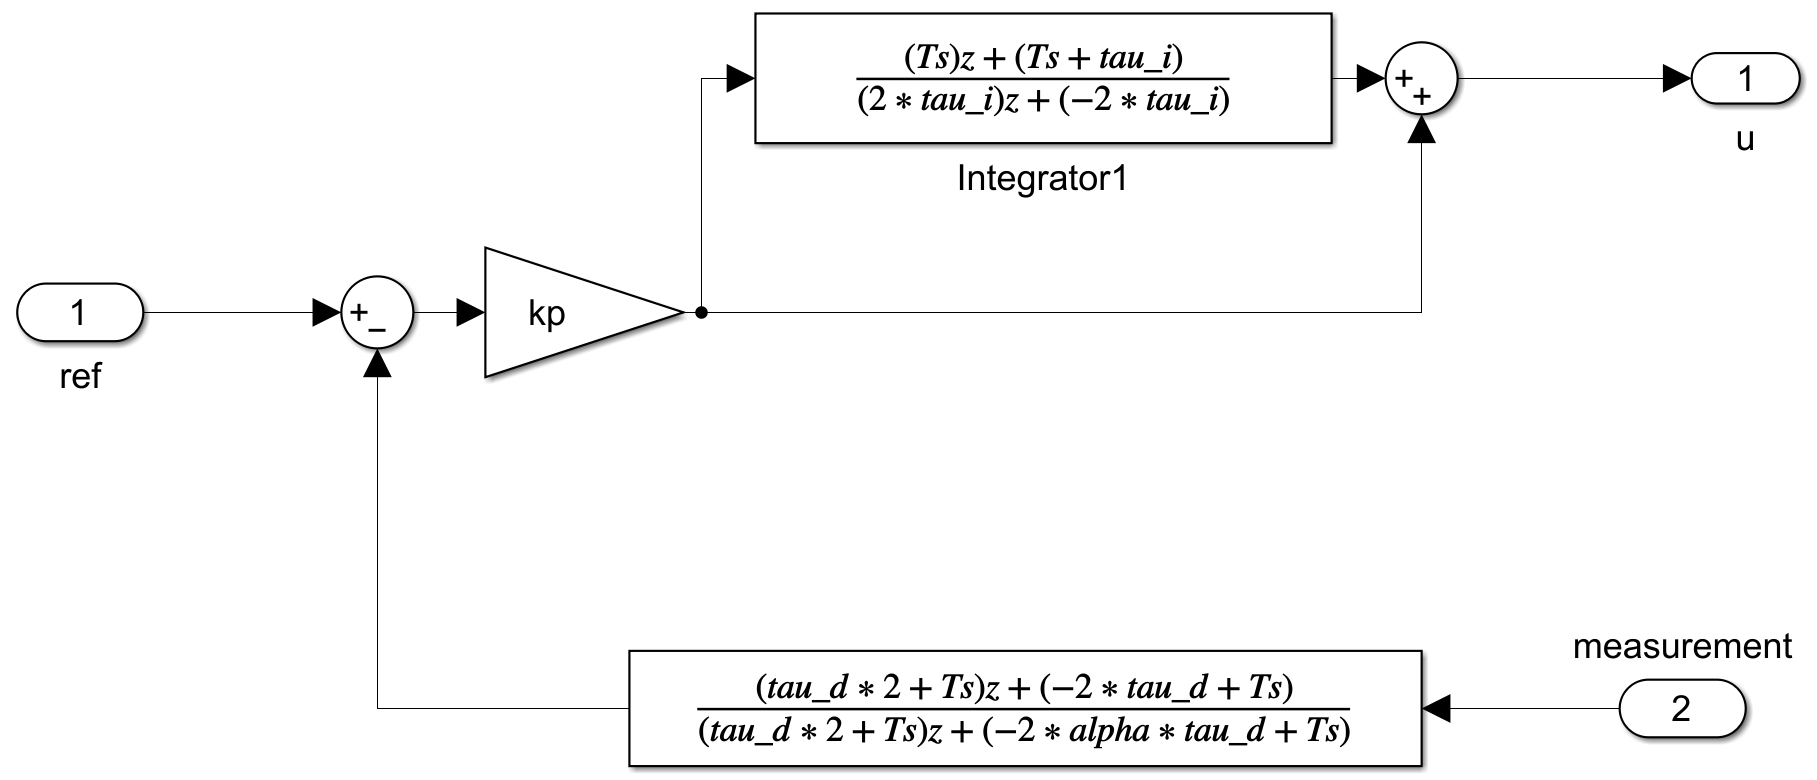 (Ts)z + (Ts + tau_i)
(2 * tau_i)z + (−2 * tau_i)
Integrator1
+
+
1
u
1
ref
+
−
kp
(tau_d * 2 + Ts)z + (−2 * tau_d + Ts)
(tau_d * 2 + Ts)z + (−2 * alpha * tau_d + Ts)
measurement
2